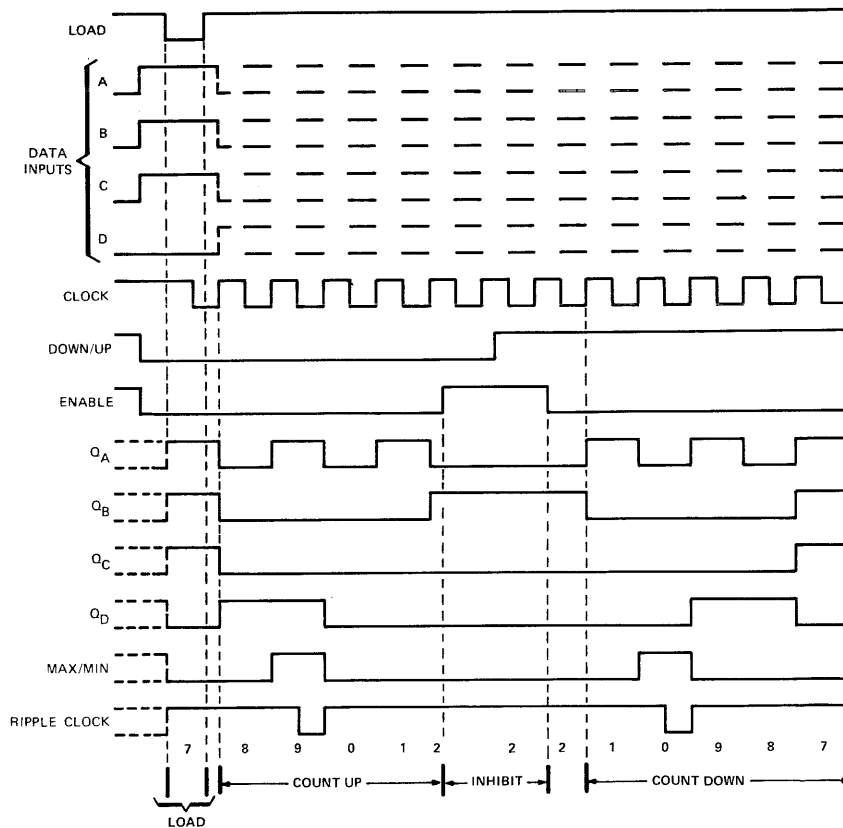 LOAD
A
B
DATA
INPUTS
C
D
CLOCK
DOWN/UP
ENABLE
QA
QB
QC
QD
MAX/MIN
RIPPLE CLOCK
7 8 9 0 1 2 2 2 1 0 9 8 7
COUNT UP INHIBIT COUNT DOWN
LOAD